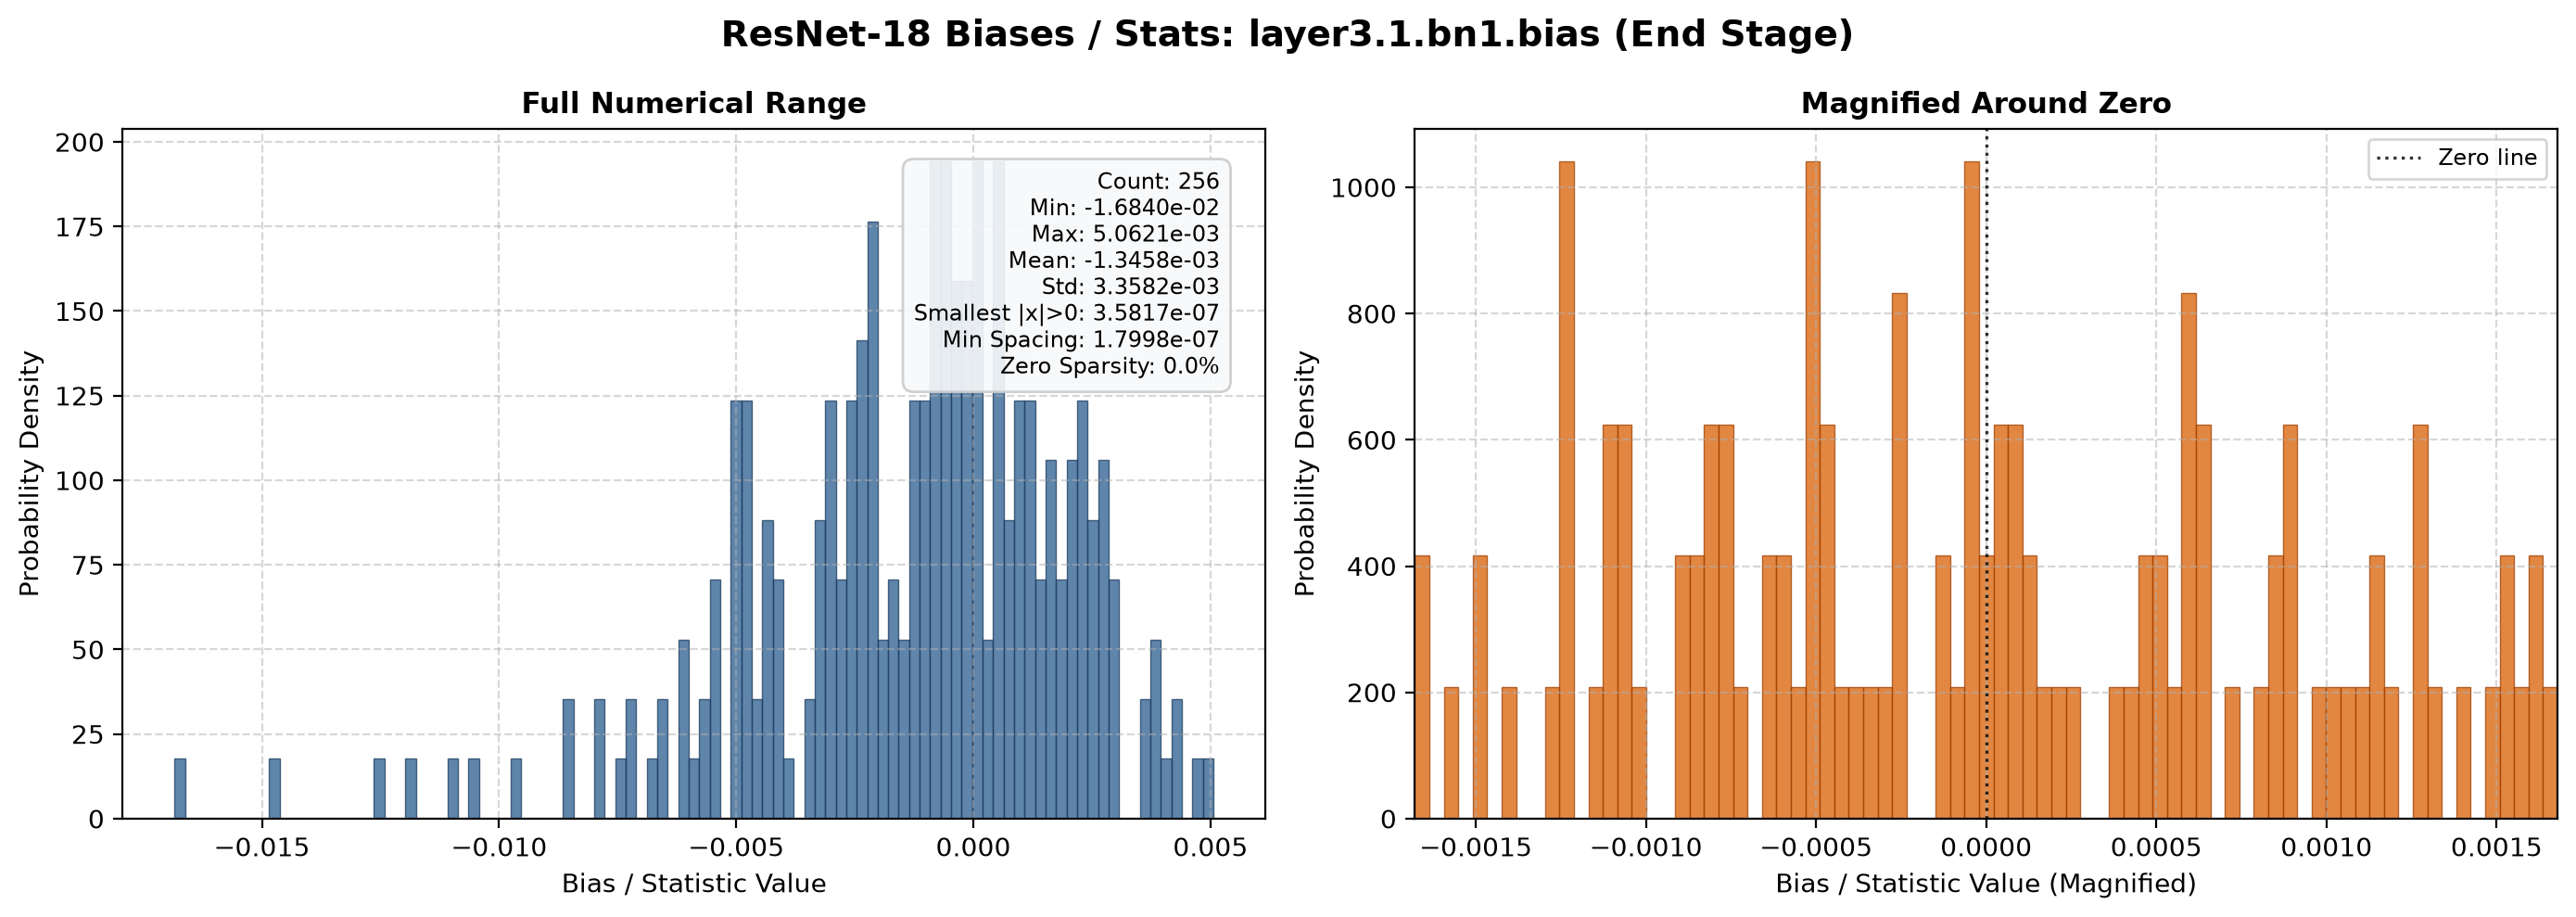 ResNet-18 Biases / Stats: layer3.1.bn1.bias (End Stage)
Full Numerical Range
200
175
150
125
100
75
50
25
0
Probability Density
Count: 256
Min: -1.6840e-02
Max: 5.0621e-03
Mean: -1.3458e-03
Std: 3.3582e-03
Smallest |x|>0: 3.5817e-07
Min Spacing: 1.7998e-07
Zero Sparsity: 0.0%
−0.015 −0.010 −0.005 0.000 0.005
Bias / Statistic Value
Magnified Around Zero
Zero line
1000
800
600
400
200
0
Probability Density
−0.0015 −0.0010 −0.0005 0.0000 0.0005 0.0010 0.0015
Bias / Statistic Value (Magnified)